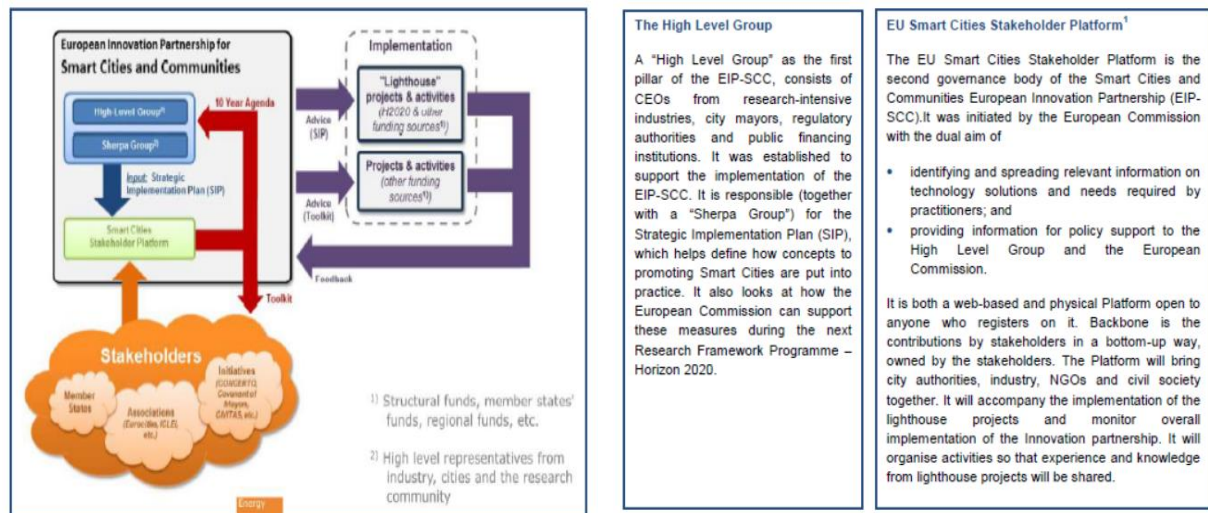 European Innovation Partnership for
Smart Cities and Communities
High-Level Group²⁾
Sherpa Group²⁾
Input: Strategic
Implementation Plan (SIP)
Smart Cities
Stakeholder Platform
10 Year Agenda
Toolkit
Advice
(SIP)
Advice
(Toolkit)
Feedback
Implementation
"Lighthouse"
projects & activities
(H2020 & other
funding sources¹⁾)
Projects & activities
(other funding
sources¹⁾)
Stakeholders
Member
States
Associations
(Eurocities, ICLEI,
etc.)
Initiatives
(CONCERTO,
Covenant of
Mayors,
CIVITAS, etc.)
¹⁾ Structural funds, member states'
funds, regional funds, etc.
²⁾ High level representatives from
industry, cities and the research
community
Energy
The High Level Group
A “High Level Group” as the first
pillar of the EIP-SCC, consists of
CEOs from research-intensive
industries, city mayors, regulatory
authorities and public financing
institutions. It was established to
support the implementation of the
EIP-SCC. It is responsible (together
with a “Sherpa Group”) for the
Strategic Implementation Plan (SIP),
which helps define how concepts to
promoting Smart Cities are put into
practice. It also looks at how the
European Commission can support
these measures during the next
Research Framework Programme –
Horizon 2020.
EU Smart Cities Stakeholder Platform¹
The EU Smart Cities Stakeholder Platform is the
second governance body of the Smart Cities and
Communities European Innovation Partnership (EIP-
SCC).It was initiated by the European Commission
with the dual aim of
• identifying and spreading relevant information on
technology solutions and needs required by
practitioners; and
• providing information for policy support to the
High Level Group and the European
Commission.
It is both a web-based and physical Platform open to
anyone who registers on it. Backbone is the
contributions by stakeholders in a bottom-up way,
owned by the stakeholders. The Platform will bring
city authorities, industry, NGOs and civil society
together. It will accompany the implementation of the
lighthouse projects and monitor overall
implementation of the Innovation partnership. It will
organise activities so that experience and knowledge
from lighthouse projects will be shared.